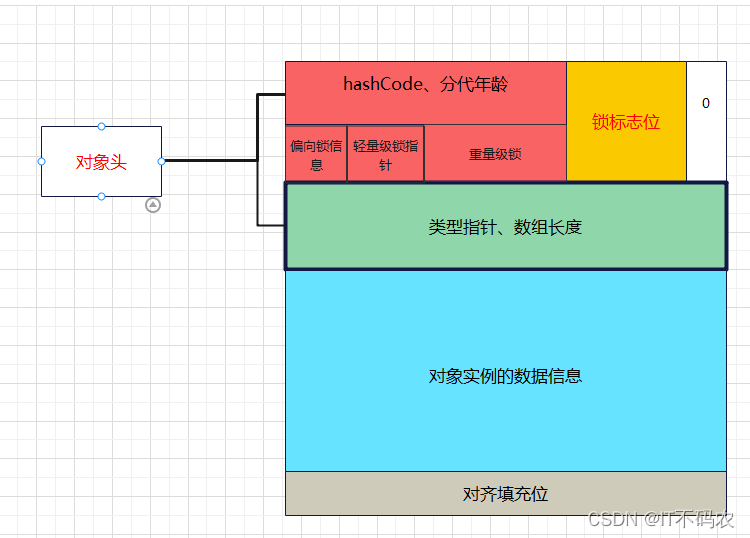 hashCode、分代年龄
0
锁标志位
偏向锁信
息
轻量级锁指
针
重量级锁
对象头
类型指针、数组长度
对象实例的数据信息
对齐填充位
CSDN @IT不码农